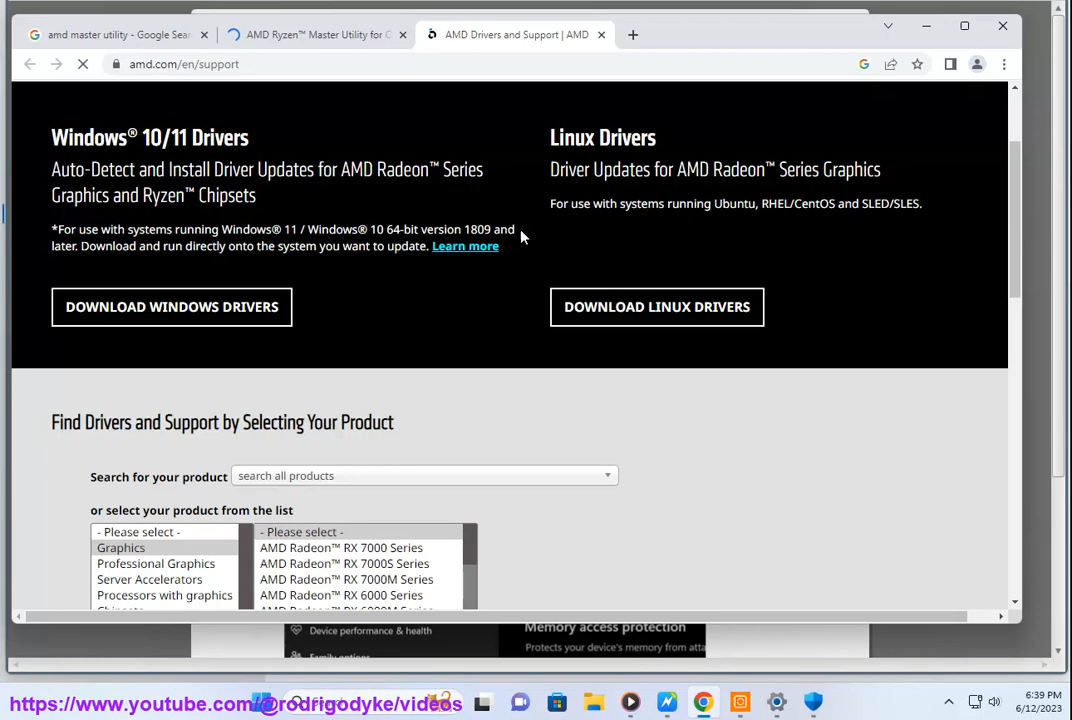 amd master utility - Google Sear
AMD Ryzen™ Master Utility for O
AMD Drivers and Support | AMD
amd.com/en/support
Windows® 10/11 Drivers
Auto-Detect and Install Driver Updates for AMD Radeon™ Series
Graphics and Ryzen™ Chipsets
*For use with systems running Windows® 11 / Windows® 10 64-bit version 1809 and
later. Download and run directly onto the system you want to update. Learn more
DOWNLOAD WINDOWS DRIVERS
Linux Drivers
Driver Updates for AMD Radeon™ Series Graphics
For use with systems running Ubuntu, RHEL/CentOS and SLED/SLES.
DOWNLOAD LINUX DRIVERS
Find Drivers and Support by Selecting Your Product
Search for your product
search all products
or select your product from the list
- Please select -
Graphics
Professional Graphics
Server Accelerators
Processors with graphics
Chipsets
- Please select -
AMD Radeon™ RX 7000 Series
AMD Radeon™ RX 7000S Series
AMD Radeon™ RX 7000M Series
AMD Radeon™ RX 6000 Series
AMD Radeon™ RX 6000M Series
Device performance & health
Family options
Memory access protection
Protects your device's memory from atta
https://www.youtube.com/@rodrigodyke/videos
6:39 PM
6/12/2023